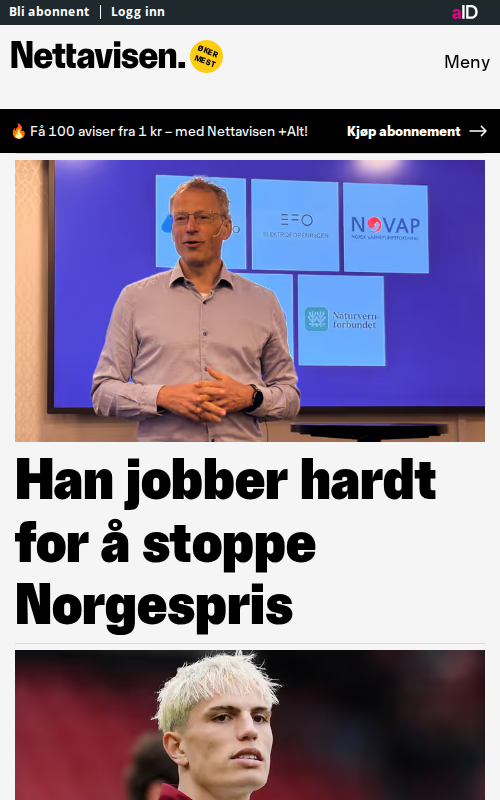 Bli abonnent
Logg inn
aID
Nettavisen.
ØKER
MEST
Meny
🔥 Få 100 aviser fra 1 kr – med Nettavisen +Alt!
Kjøp abonnement →
EFO
ELEKTROFORENINGEN
NOVAP
NORSK VARMEPUMPEFORENING
Naturvern-
forbundet
Han jobber hardt
for å stoppe
Norgespris